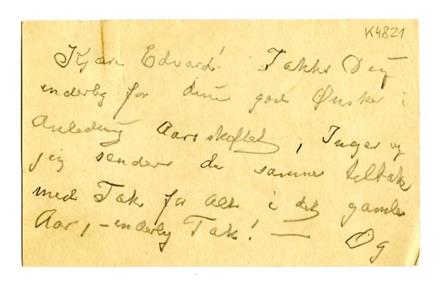 K4821
Kjære Edvard! Takke Deg
inderlig for dine gode Ønsker i
Anledning Aarsskiftet, Inger og
jeg sender de samme tilbake
med Tak for alt i det gamle
Aar, – inderlig Tak! — Og